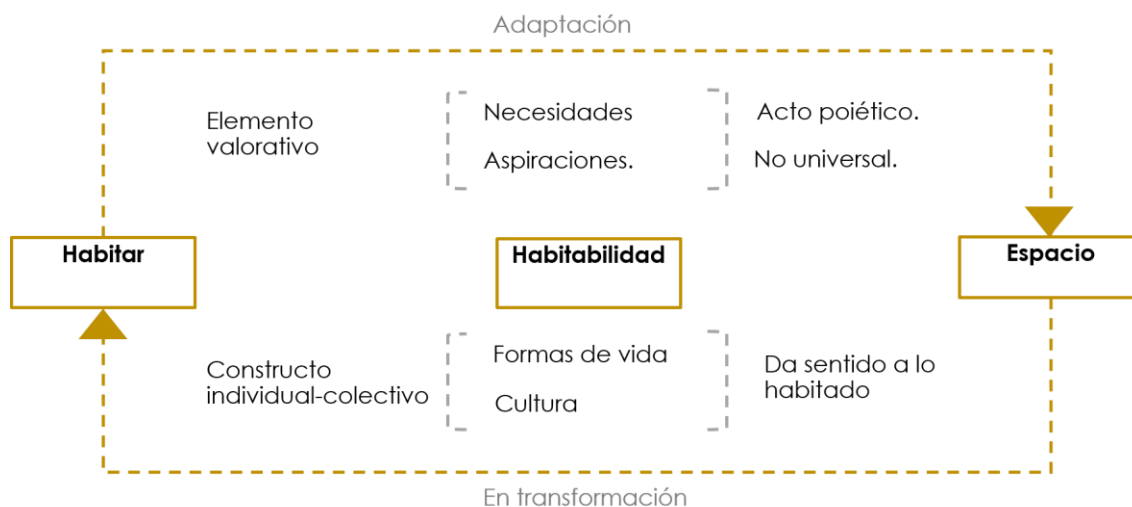 Adaptación
Elemento
valorativo
Necesidades
Aspiraciones.
Acto poiético.
No universal.
Habitar
Habitabilidad
Espacio
Constructo
individual-colectivo
Formas de vida
Cultura
Da sentido a lo
habitado
En transformación